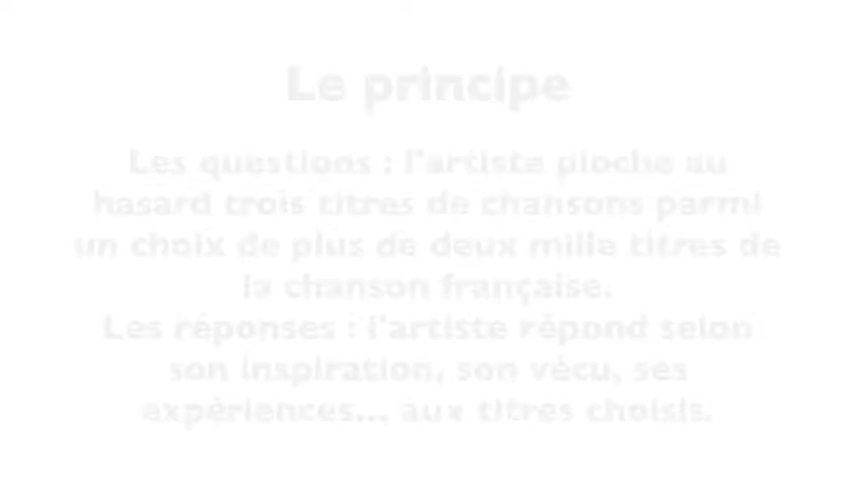 Le principe
Les questions : l'artiste pioche au
hasard trois titres de chansons parmi
un choix de plus de deux mille titres de
la chanson française.
Les réponses : l'artiste répond selon
son inspiration, son vécu, ses
expériences... aux titres choisis.